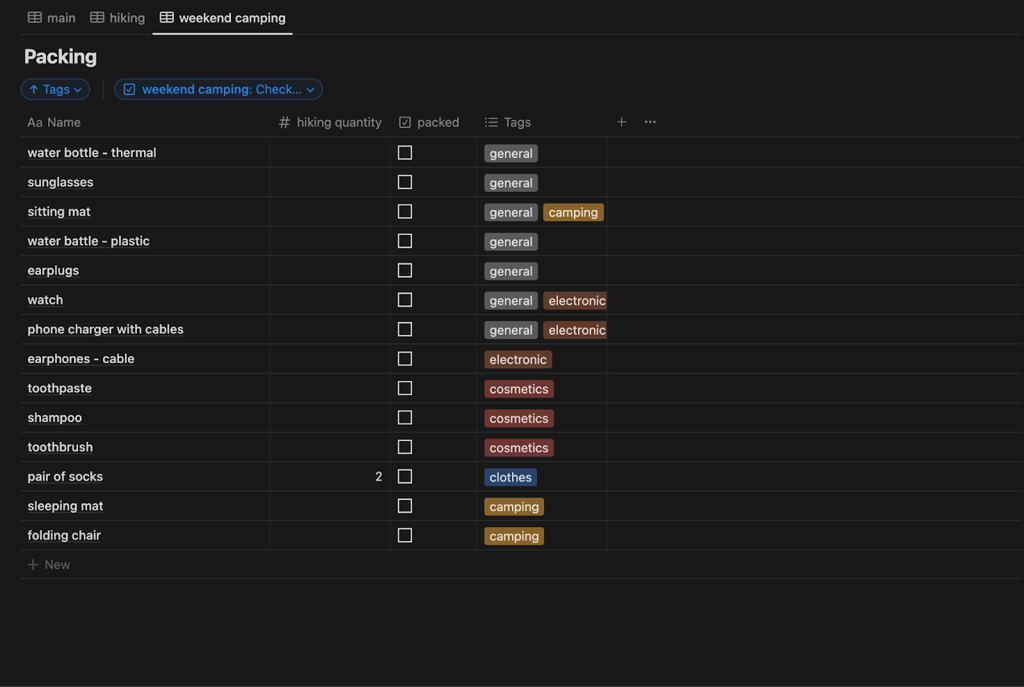 main hiking weekend camping
Packing
Tags weekend camping: Check...
Aa Name # hiking quantity packed Tags + ...
water bottle - thermal general
sunglasses general
sitting mat general camping
water battle - plastic general
earplugs general
watch general electronic
phone charger with cables general electronic
earphones - cable electronic
toothpaste cosmetics
shampoo cosmetics
toothbrush cosmetics
pair of socks 2 clothes
sleeping mat camping
folding chair camping
+ New